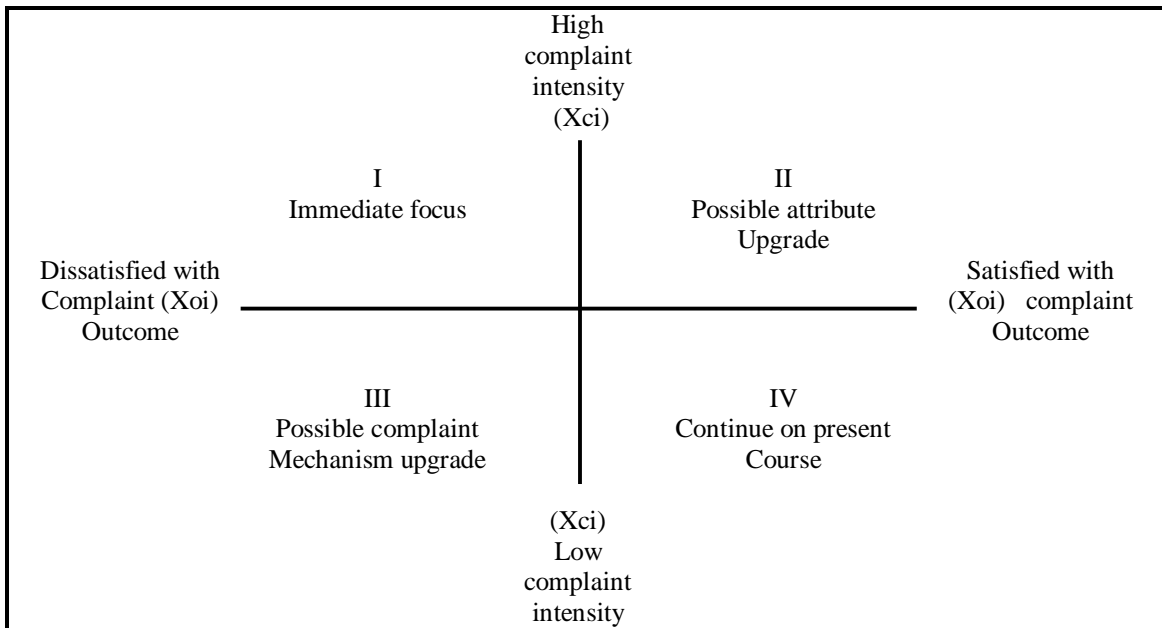 High
complaint
intensity
(Xci)
I
Immediate focus
II
Possible attribute
Upgrade
Dissatisfied with
Complaint (Xoi)
Outcome
Satisfied with
(Xoi) complaint
Outcome
III
Possible complaint
Mechanism upgrade
IV
Continue on present
Course
(Xci)
Low
complaint
intensity